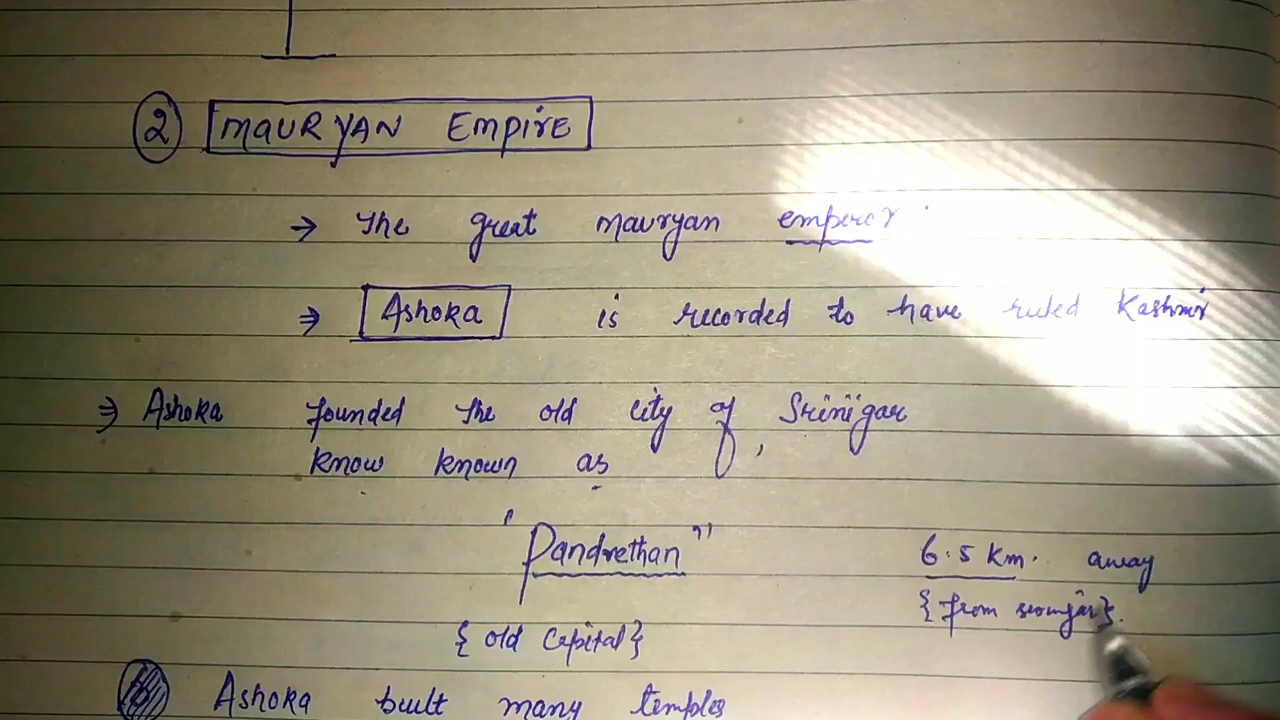 ② MAURYAN EMPIRE
→ The great mauryan emperor
⇒ Ashoka is recorded to have ruled Kashmir
⇒ Ashoka founded the old city of Srinigar,
know known as
"Pandrethan"
6.5 Km. away
{from
{old Capital}
Ashoka built many temples